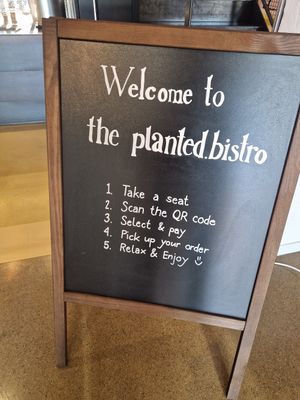 Welcome to
the planted.bistro
1. Take a seat
2. Scan the QR code
3. Select & pay
4. Pick up your order
5. Relax & Enjoy ☺